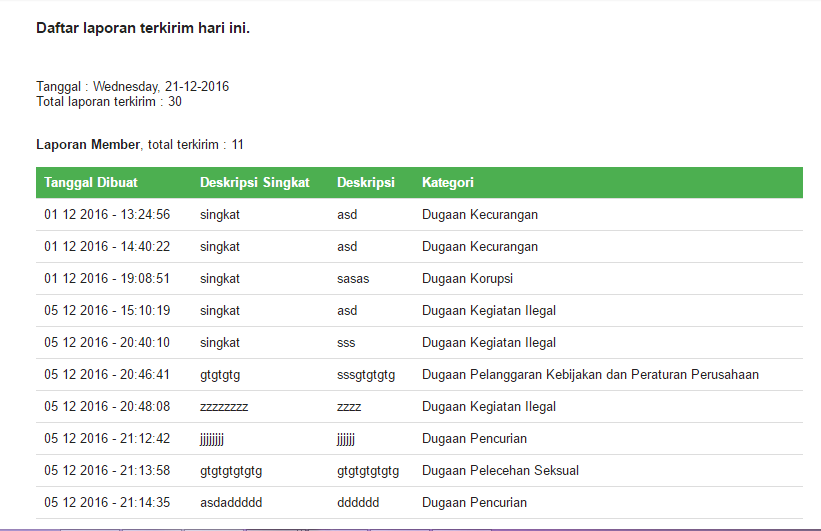 Daftar laporan terkirim hari ini.
Tanggal : Wednesday, 21-12-2016
Total laporan terkirim : 30
Laporan Member, total terkirim : 11
Tanggal Dibuat Deskripsi Singkat Deskripsi Kategori
01 12 2016 - 13:24:56 singkat asd Dugaan Kecurangan
01 12 2016 - 14:40:22 singkat asd Dugaan Kecurangan
01 12 2016 - 19:08:51 singkat sasas Dugaan Korupsi
05 12 2016 - 15:10:19 singkat asd Dugaan Kegiatan Ilegal
05 12 2016 - 20:40:10 singkat sss Dugaan Kegiatan Ilegal
05 12 2016 - 20:46:41 gtgtgtg sssgtgtgtg Dugaan Pelanggaran Kebijakan dan Peraturan Perusahaan
05 12 2016 - 20:48:08 zzzzzzzz zzzz Dugaan Kegiatan Ilegal
05 12 2016 - 21:12:42 jjjjjjjj jjjjjj Dugaan Pencurian
05 12 2016 - 21:13:58 gtgtgtgtgtg gtgtgtgtgtg Dugaan Pelecehan Seksual
05 12 2016 - 21:14:35 asdaddddd dddddd Dugaan Pencurian